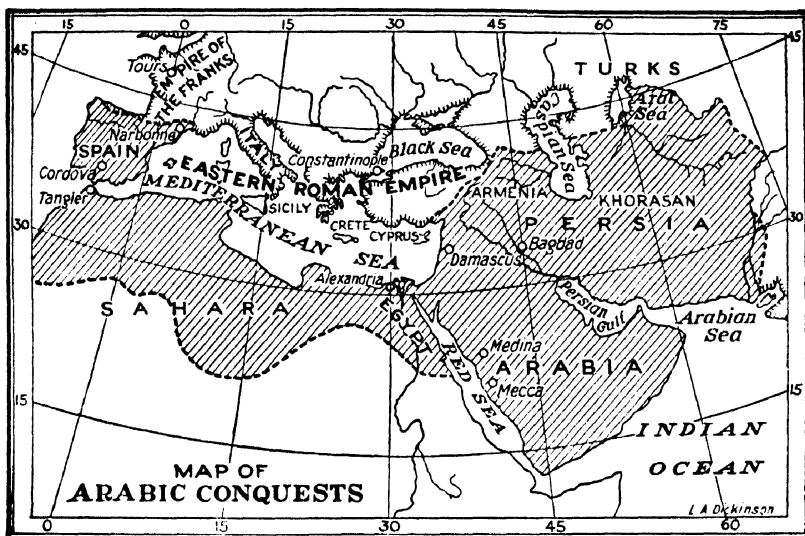 15 0 15 30 45 60 75
45
45
TURKS
Tours
EMPIRE OF
THE FRANKS
Aral
Sea
Caspian Sea
Narbonne
ITALY
Constantinople
Black Sea
SPAIN
Cordova
EASTERN ROMAN EMPIRE
ARMENIA
KHORASAN
Tangier
MEDITERRANEAN SEA
SICILY
PERSIA
CRETE
CYPRUS
30
30
Bagdad
Damascus
Alexandria
SAHARA
EGYPT
Persian
Gulf
Arabian
Sea
RED SEA
Medina
ARABIA
Mecca
15
15
INDIAN
OCEAN
MAP OF
ARABIC CONQUESTS
L A Dickinson
0 15 30 45 60